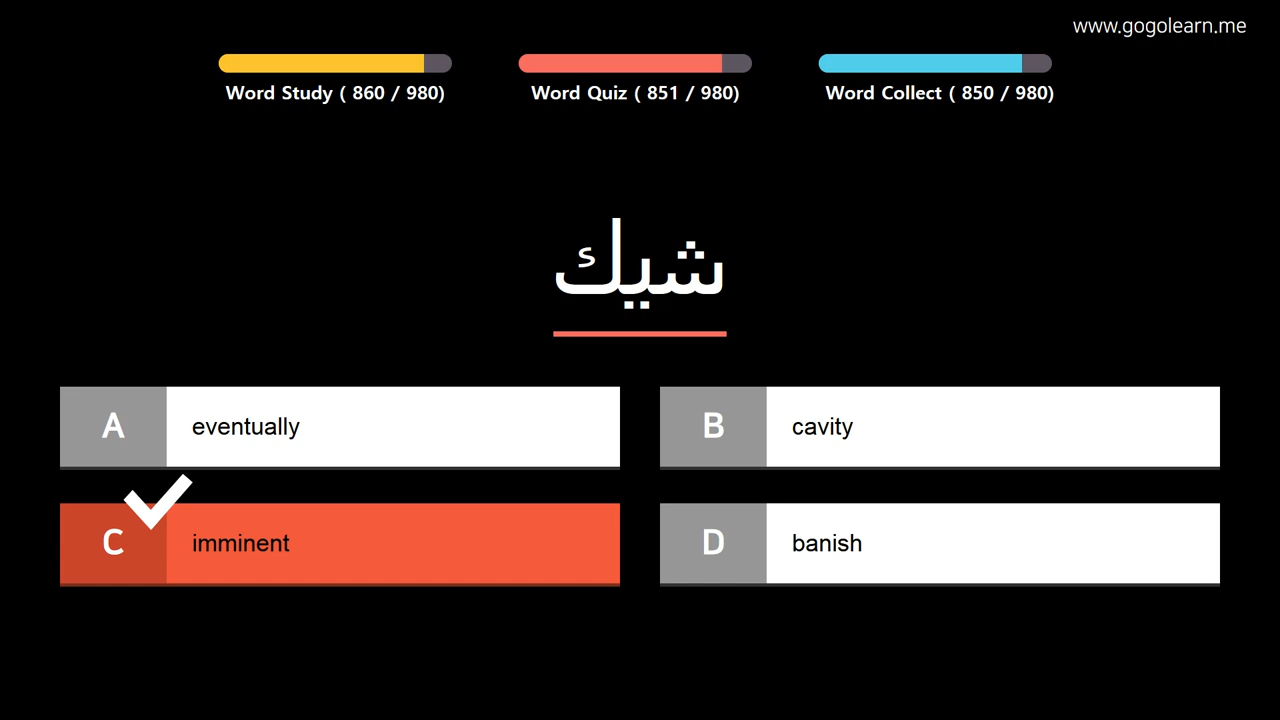 www.gogolearn.me
Word Study ( 860 / 980)
Word Quiz ( 851 / 980)
Word Collect ( 850 / 980)
شيك
A eventually
B cavity
C imminent
D banish